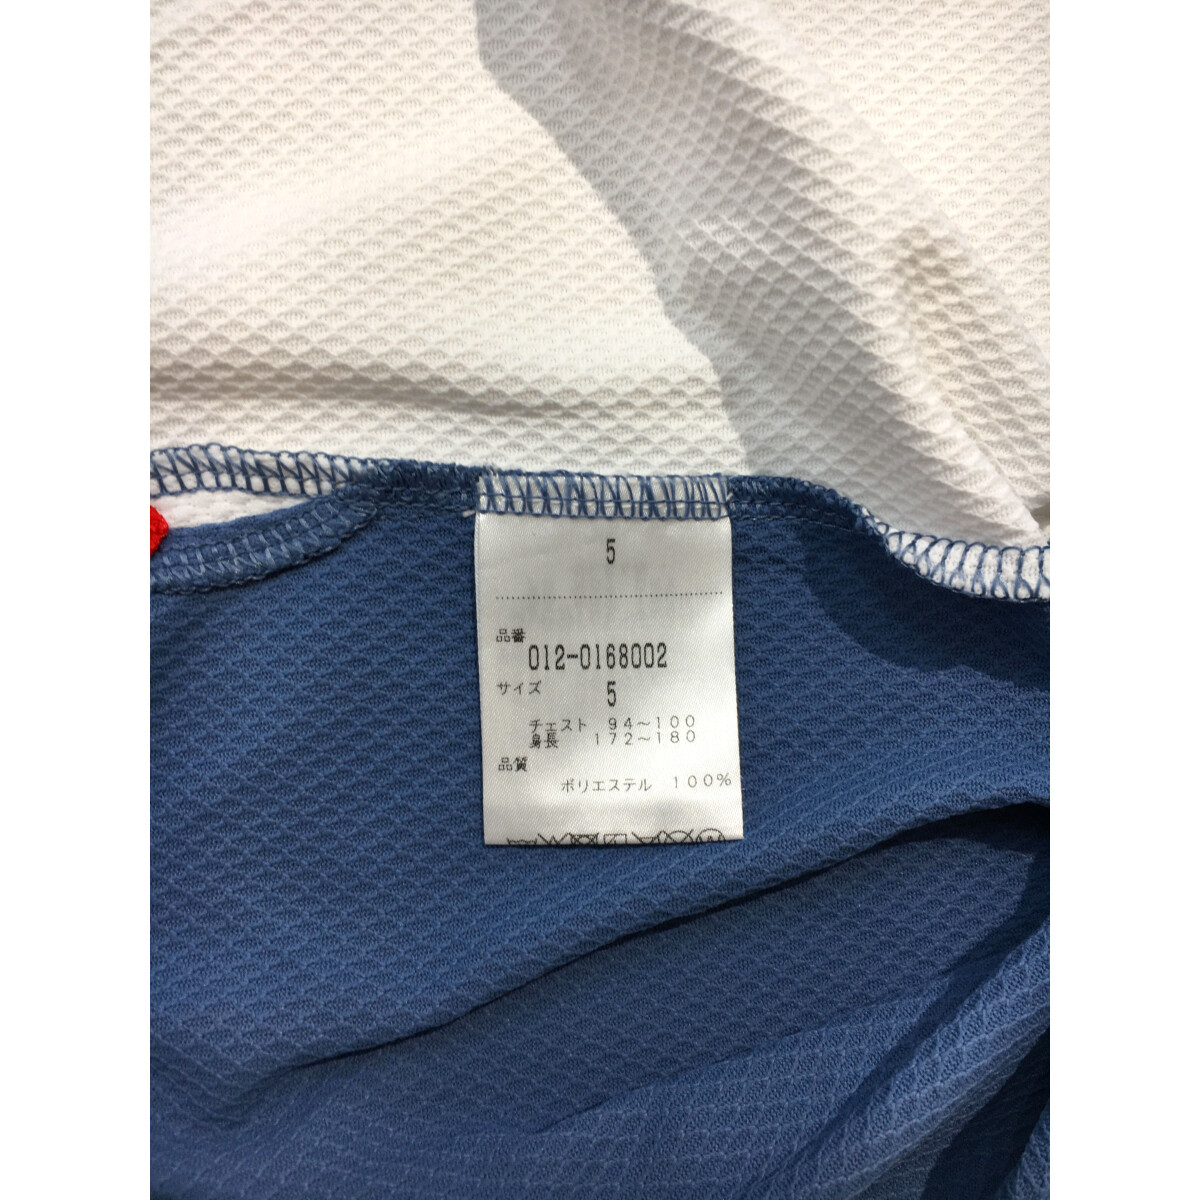 5
品番
012-0168002
サイズ 5
チェスト 94~100
身長 172~180
品質
ポリエステル 100%